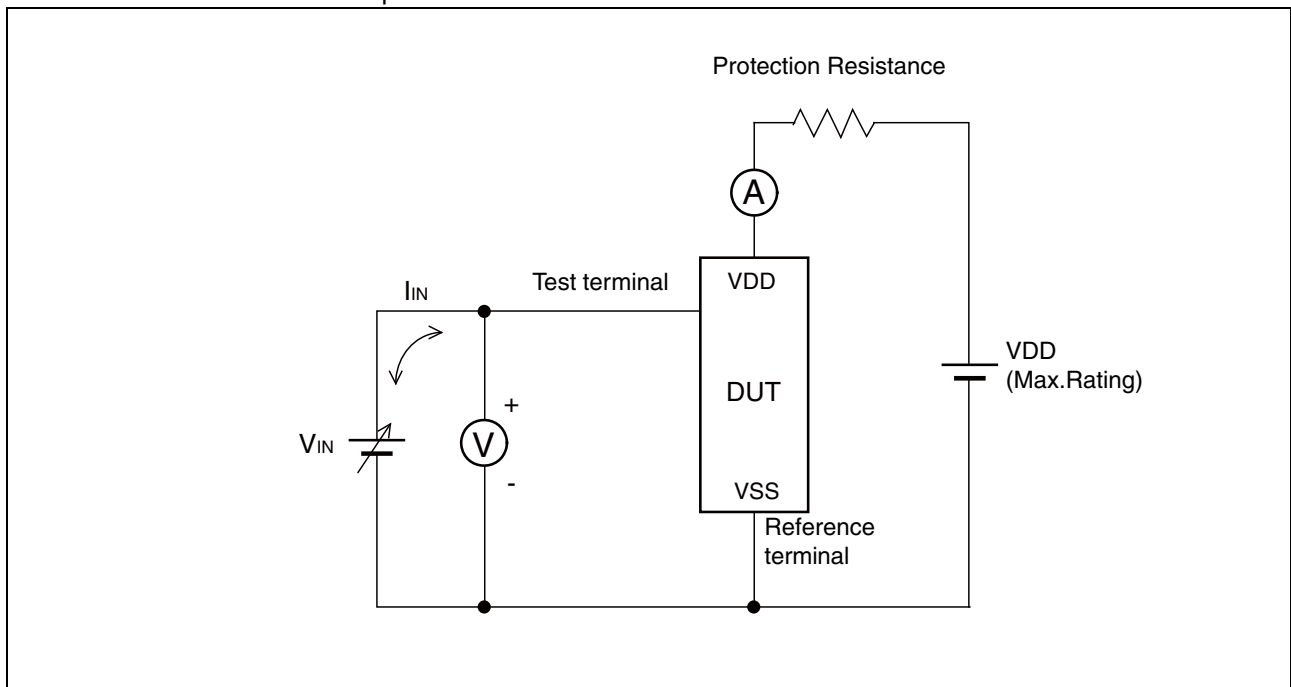 Protection Resistance
A
Test terminal
VDD
IIN
VDD
(Max.Rating)
DUT
+
VIN
V
-
VSS
Reference
terminal